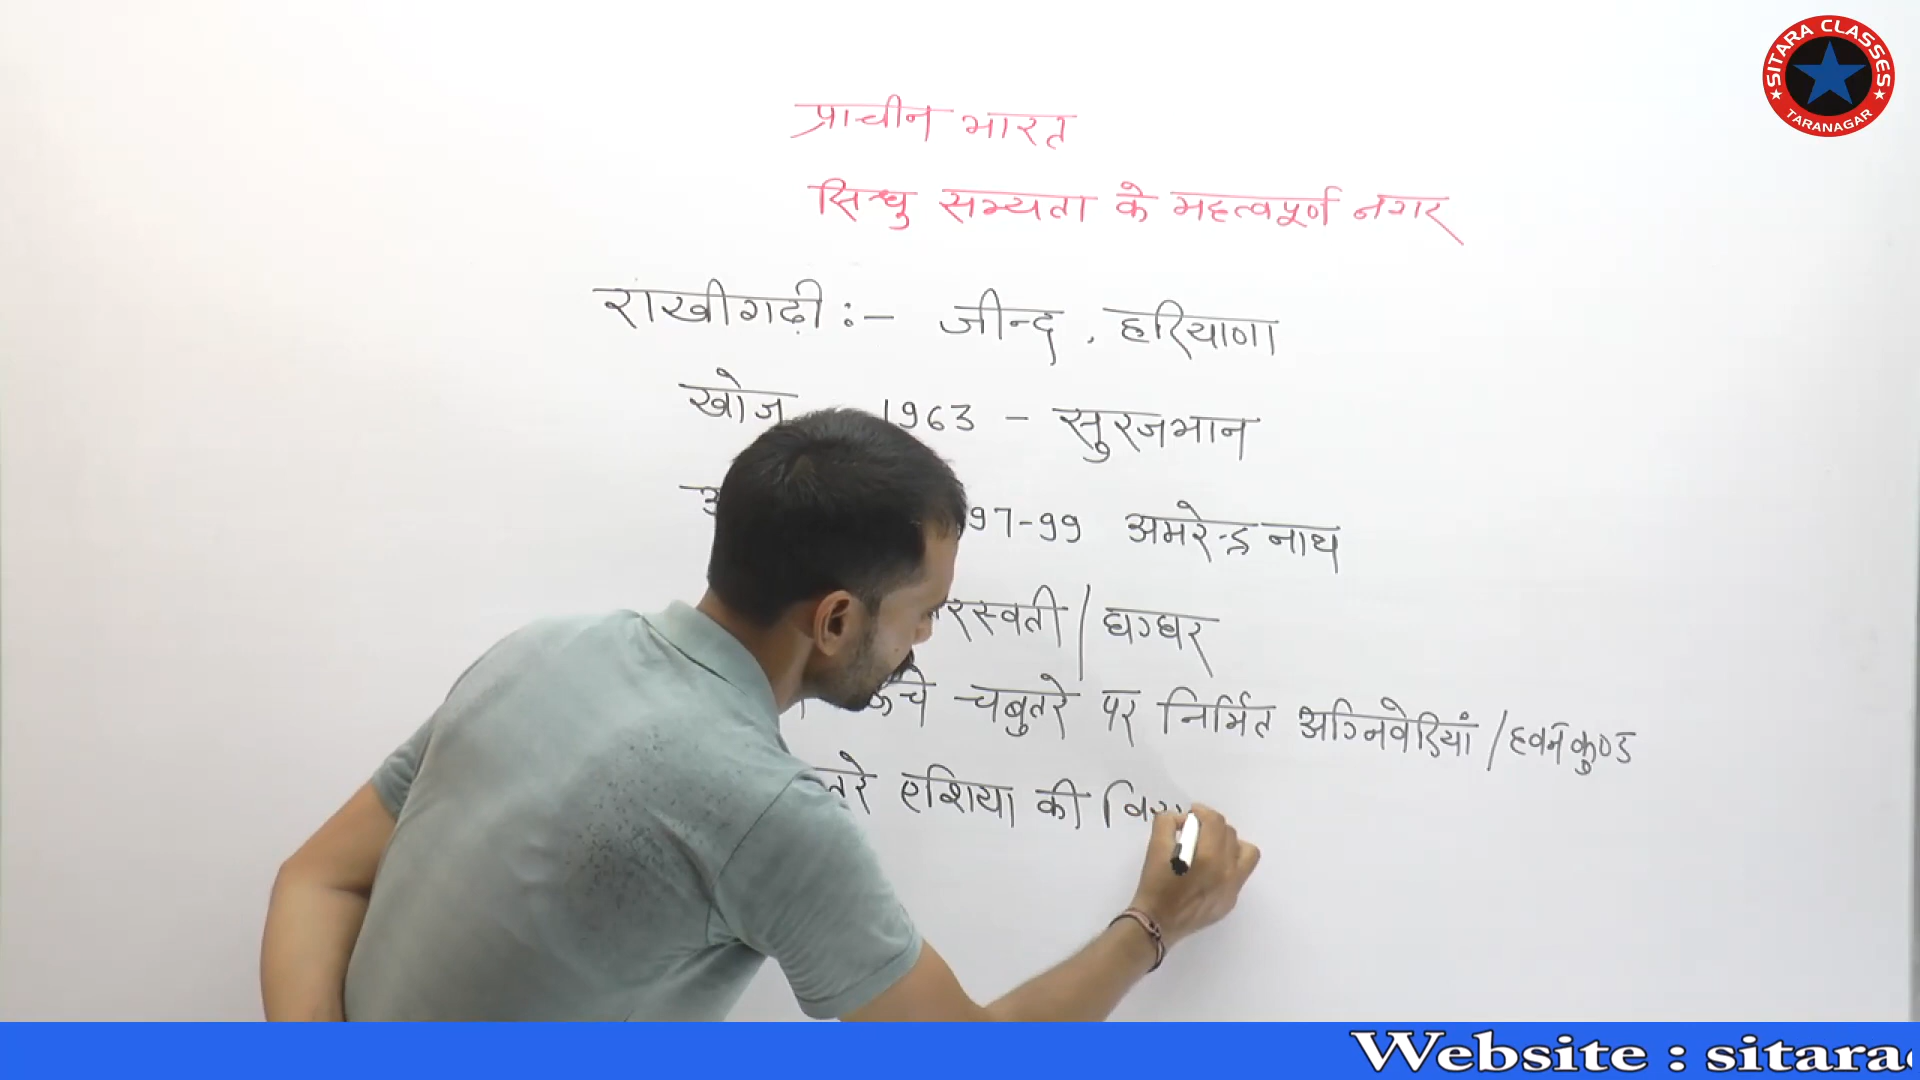 SITARA CLASSES
TARANAGAR
प्राचीन भारत
सिन्धु सभ्यता के महत्वपूर्ण नगर
राखीगढ़ी :- जीन्द , हरियाणा
खोज 1963 - सुरजभान
97-99 अमरेन्द्र नाथ
रस्वती / घग्घर
चबुतरे पर निर्मित अग्निवेदियां / हवनकुण्ड
एशिया की
Website : sitara